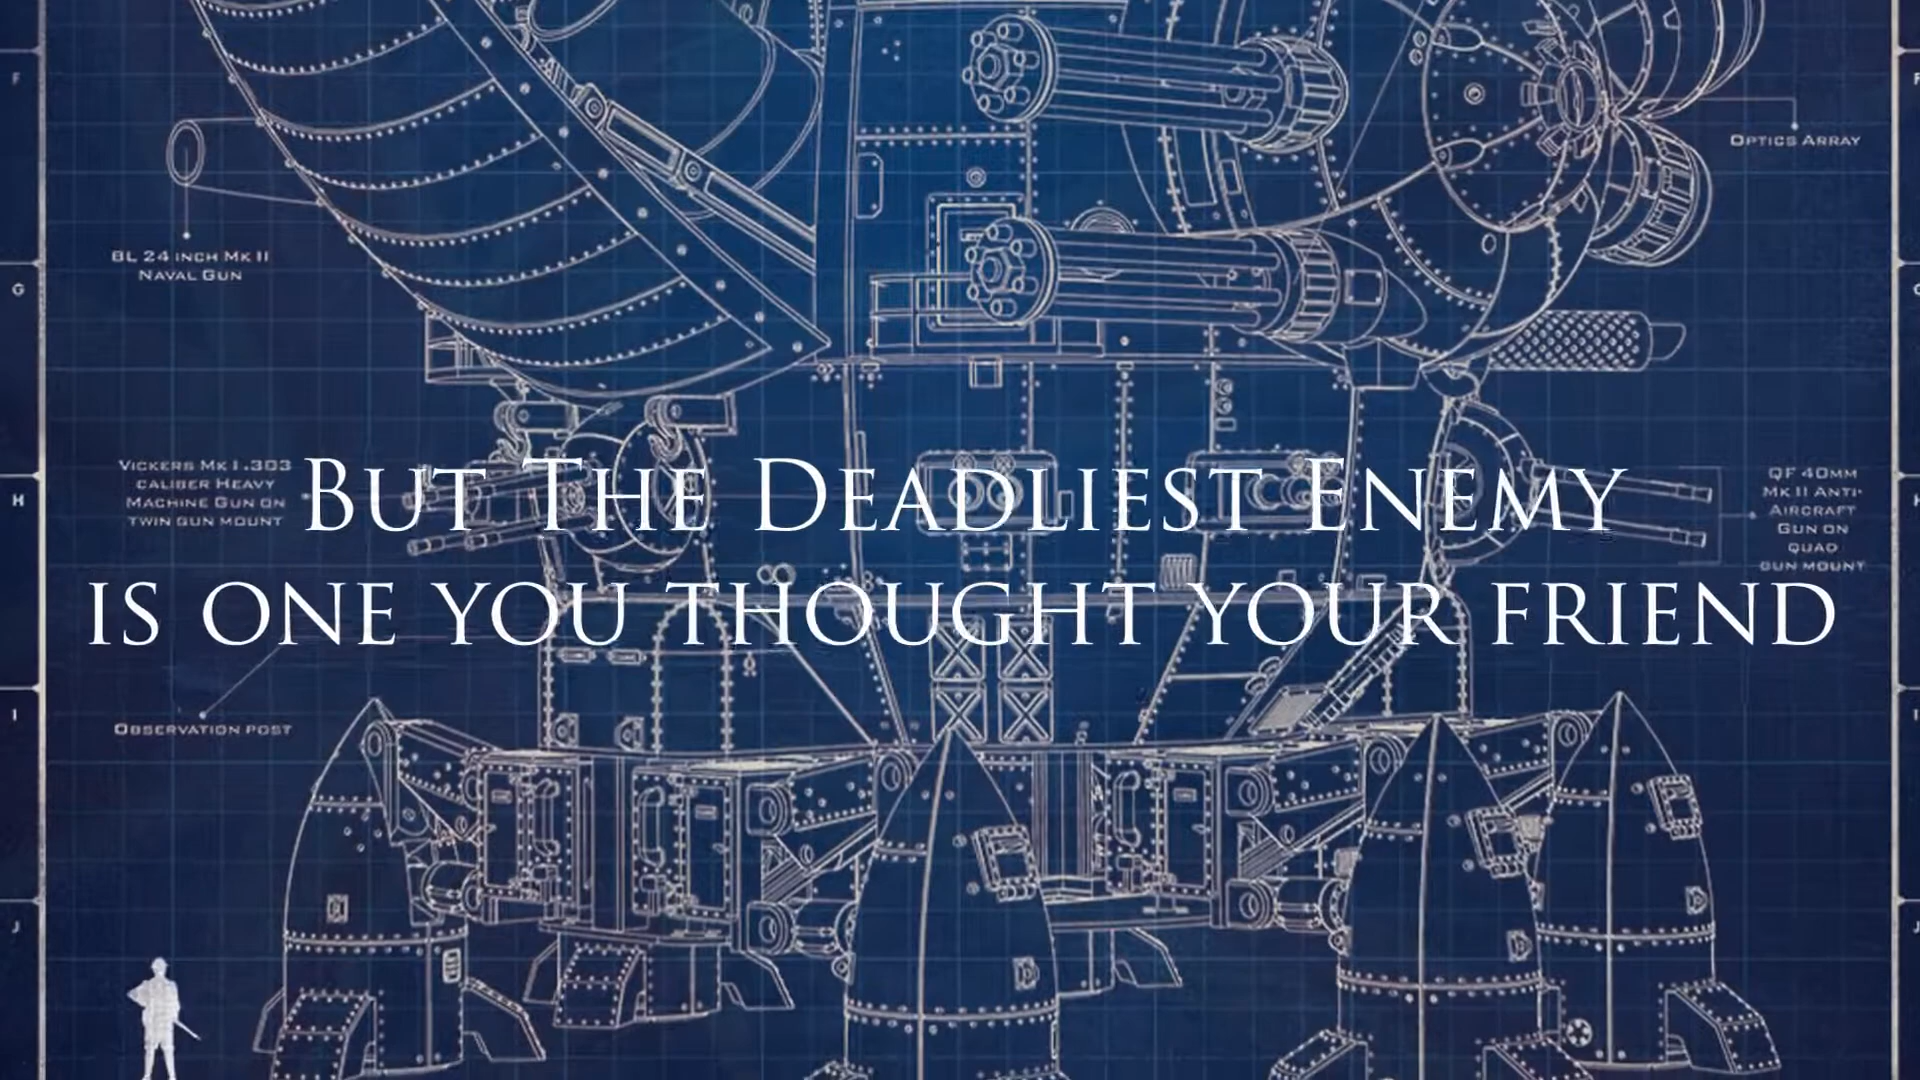 F
F
Optics Array
BL 24 inch Mk II
Naval Gun
G
Vickers Mk I .303
caliber Heavy
Machine Gun on
twin gun mount
H
But The Deadliest Enemy
is one you thought your friend
QF 40mm
Mk II Anti-
Aircraft
Gun on
quad
gun mount
I
I
Observation post
J